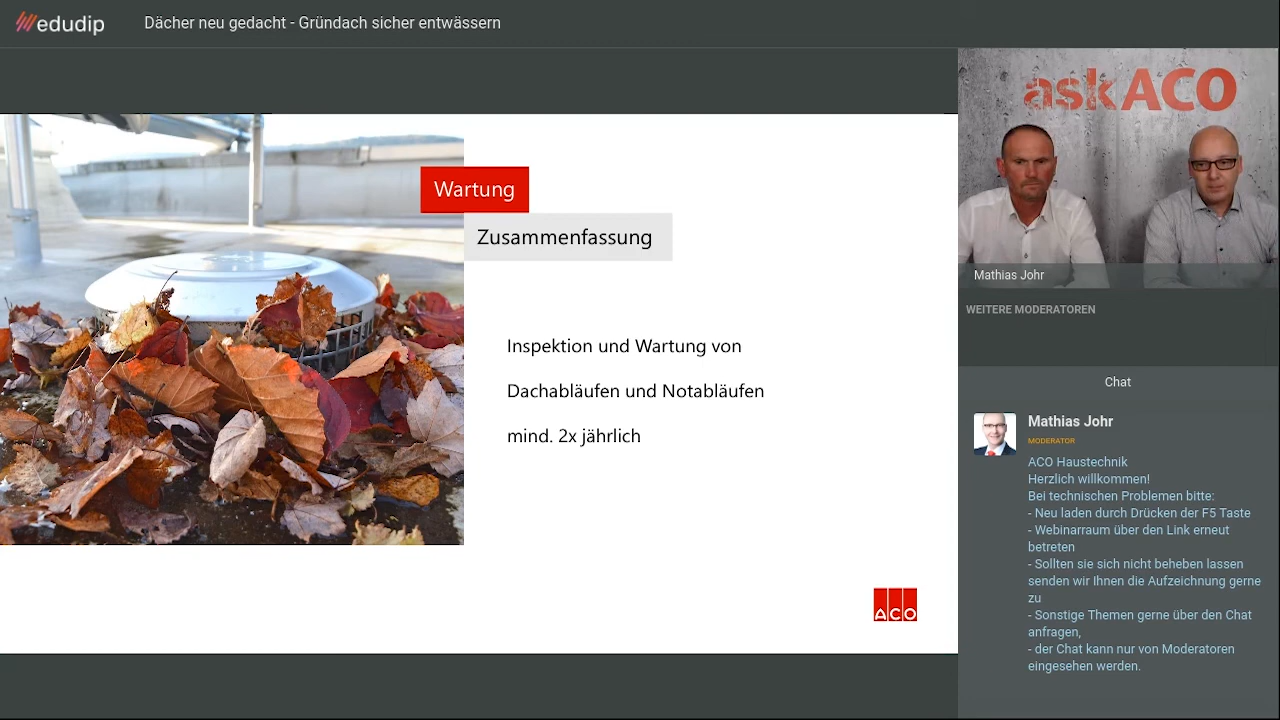 edudip
Dächer neu gedacht - Gründach sicher entwässern
Wartung
Zusammenfassung
Inspektion und Wartung von
Dachabläufen und Notabläufen
mind. 2x jährlich
ACO
askACO
Mathias Johr
WEITERE MODERATOREN
Chat
Mathias Johr
MODERATOR
ACO Haustechnik
Herzlich willkommen!
Bei technischen Problemen bitte:
- Neu laden durch Drücken der F5 Taste
- Webinarraum über den Link erneut
betreten
- Sollten sie sich nicht beheben lassen
senden wir Ihnen die Aufzeichnung gerne
zu
- Sonstige Themen gerne über den Chat
anfragen,
- der Chat kann nur von Moderatoren
eingesehen werden.